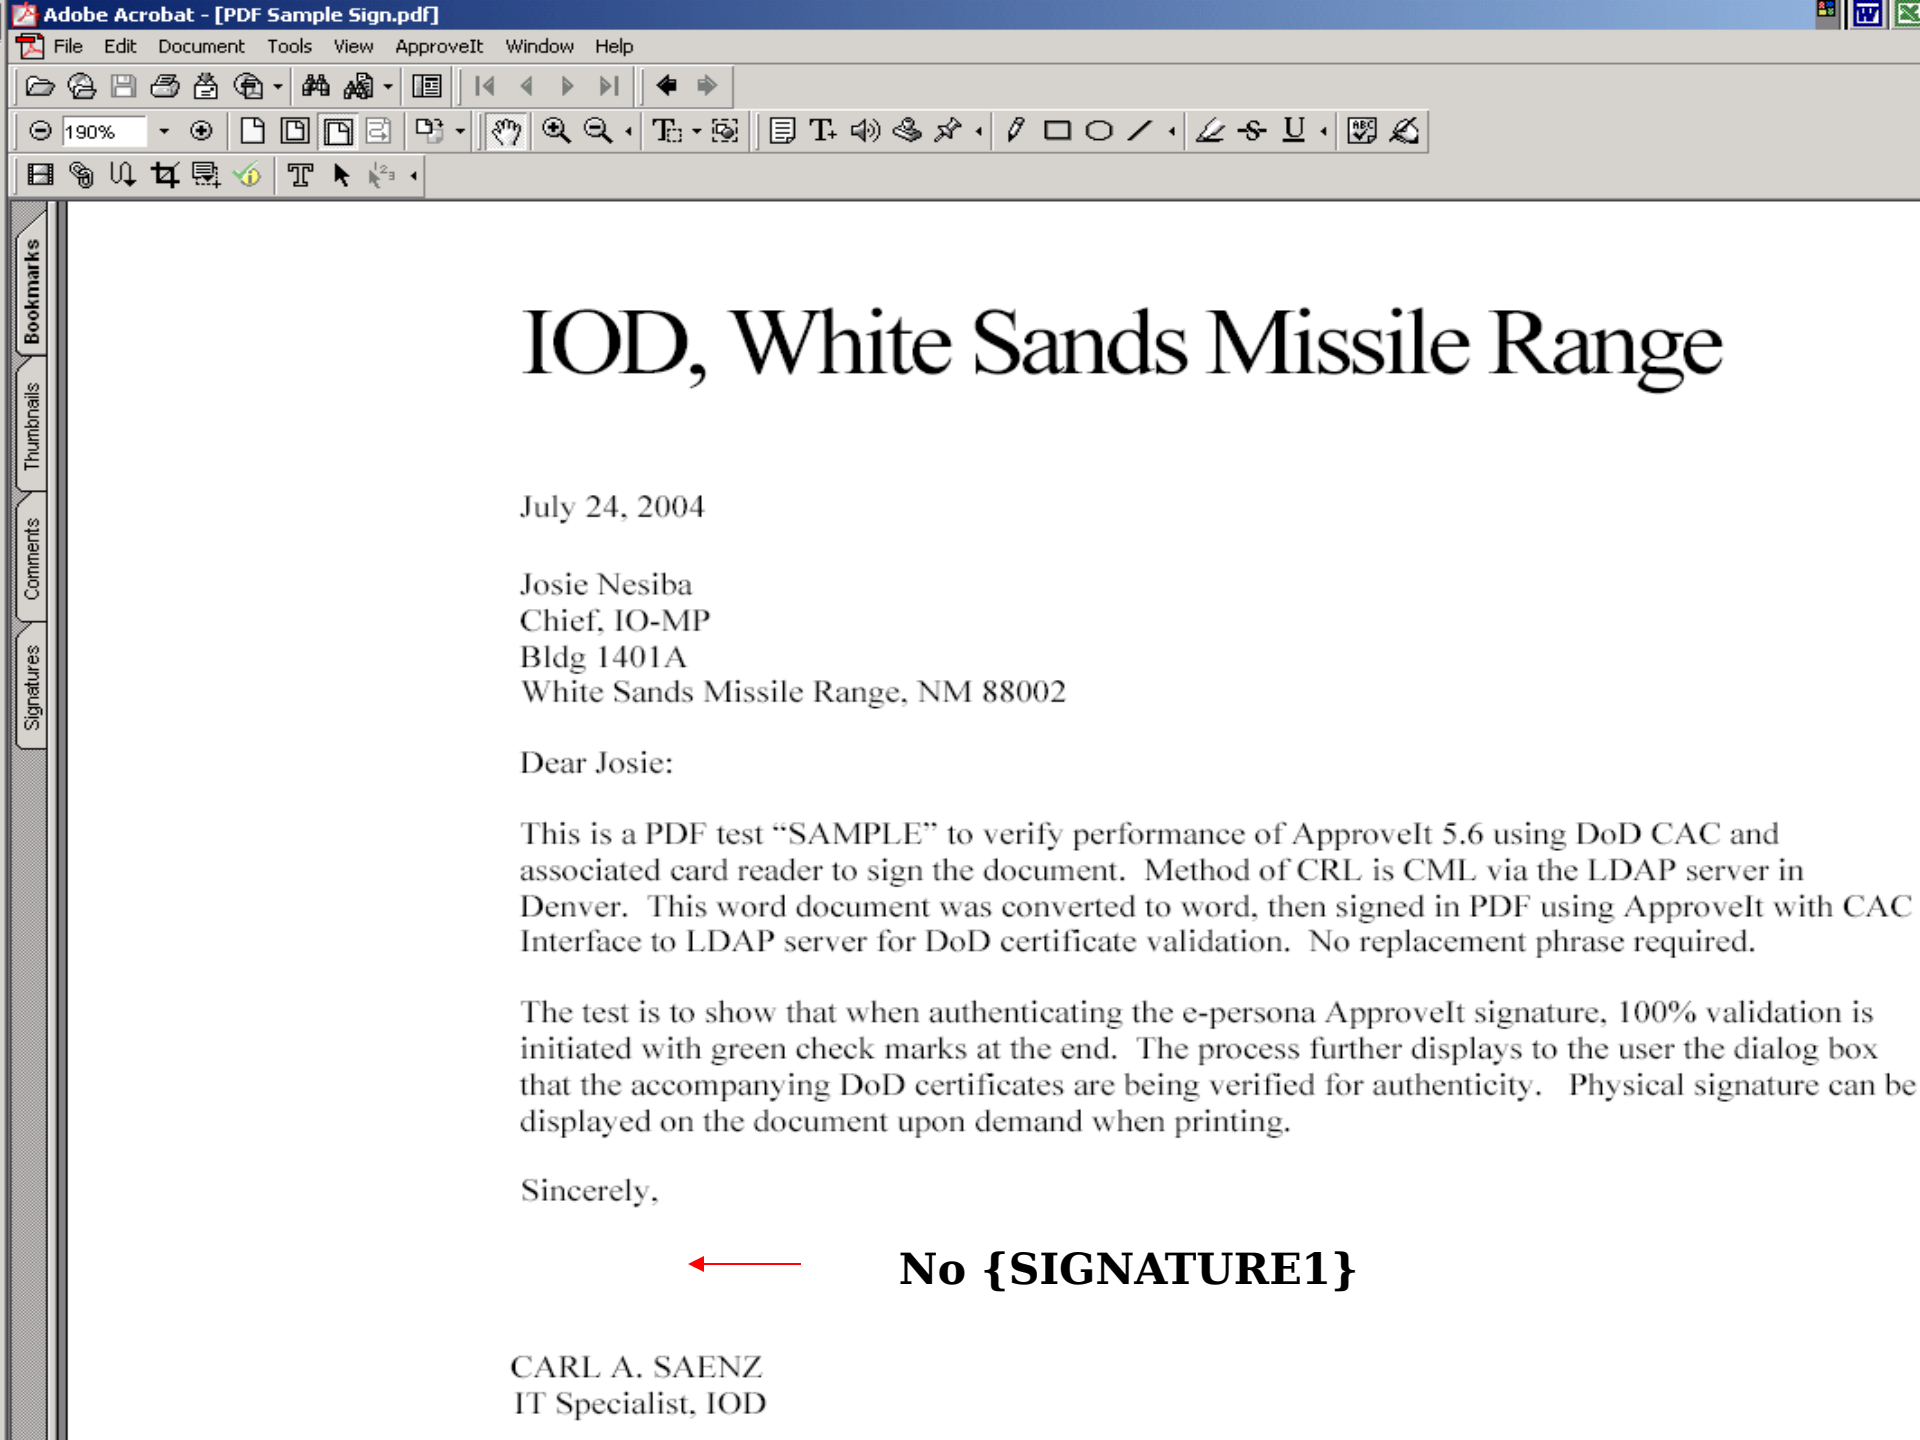 Adobe Acrobat - [PDF Sample Sign.pdf]
File Edit Document Tools View ApproveIt Window Help
190%
Bookmarks
Thumbnails
Comments
Signatures
IOD, White Sands Missile Range
July 24, 2004
Josie Nesiba
Chief, IO-MP
Bldg 1401A
White Sands Missile Range, NM 88002
Dear Josie:
This is a PDF test “SAMPLE” to verify performance of ApproveIt 5.6 using DoD CAC and
associated card reader to sign the document.  Method of CRL is CML via the LDAP server in
Denver.  This word document was converted to word, then signed in PDF using ApproveIt with CAC
Interface to LDAP server for DoD certificate validation.  No replacement phrase required.
The test is to show that when authenticating the e-persona ApproveIt signature, 100% validation is
initiated with green check marks at the end.  The process further displays to the user the dialog box
that the accompanying DoD certificates are being verified for authenticity.   Physical signature can be
displayed on the document upon demand when printing.
Sincerely,
No {SIGNATURE1}
CARL A. SAENZ
IT Specialist, IOD